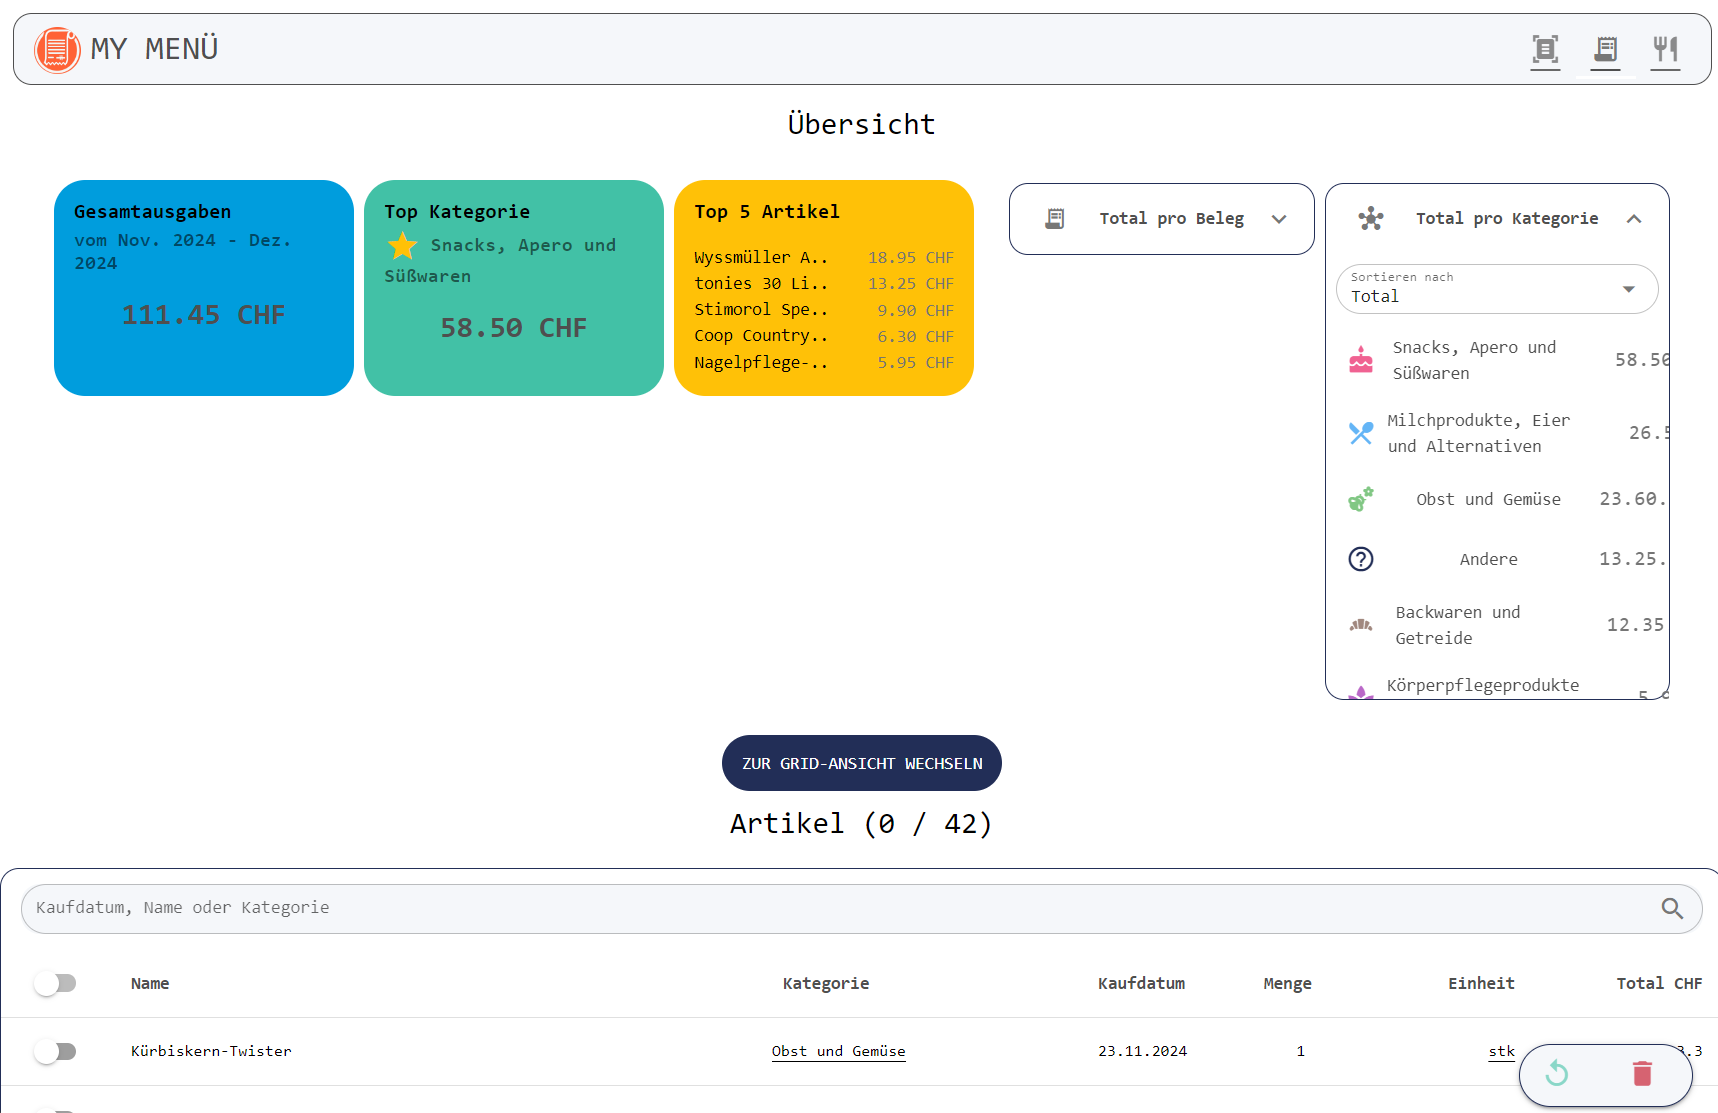 MY MENÜ
Übersicht
Gesamtausgaben
vom Nov. 2024 - Dez.
2024
111.45 CHF
Top Kategorie
Snacks, Apero und
Süßwaren
58.50 CHF
Top 5 Artikel
Wyssmüller A.. 18.95 CHF
tonies 30 Li.. 13.25 CHF
Stimorol Spe.. 9.90 CHF
Coop Country.. 6.30 CHF
Nagelpflege-.. 5.95 CHF
Total pro Beleg
Total pro Kategorie
Sortieren nach
Total
Snacks, Apero und
Süßwaren
58.50
Milchprodukte, Eier
und Alternativen
26.5
Obst und Gemüse 23.60.
Andere 13.25.
Backwaren und
Getreide
12.35
Körperpflegeprodukte
ZUR GRID-ANSICHT WECHSELN
Artikel (0 / 42)
Kaufdatum, Name oder Kategorie
Name Kategorie Kaufdatum Menge Einheit Total CHF
Kürbiskern-Twister Obst und Gemüse 23.11.2024 1 stk